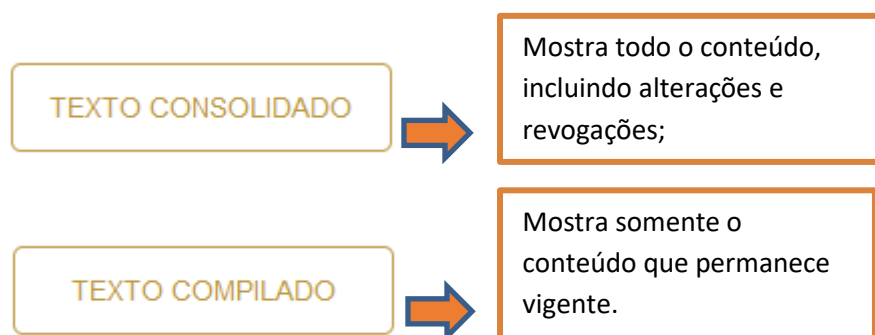 TEXTO CONSOLIDADO
Mostra todo o conteúdo,
incluindo alterações e
revogações;
TEXTO COMPILADO
Mostra somente o
conteúdo que permanece
vigente.